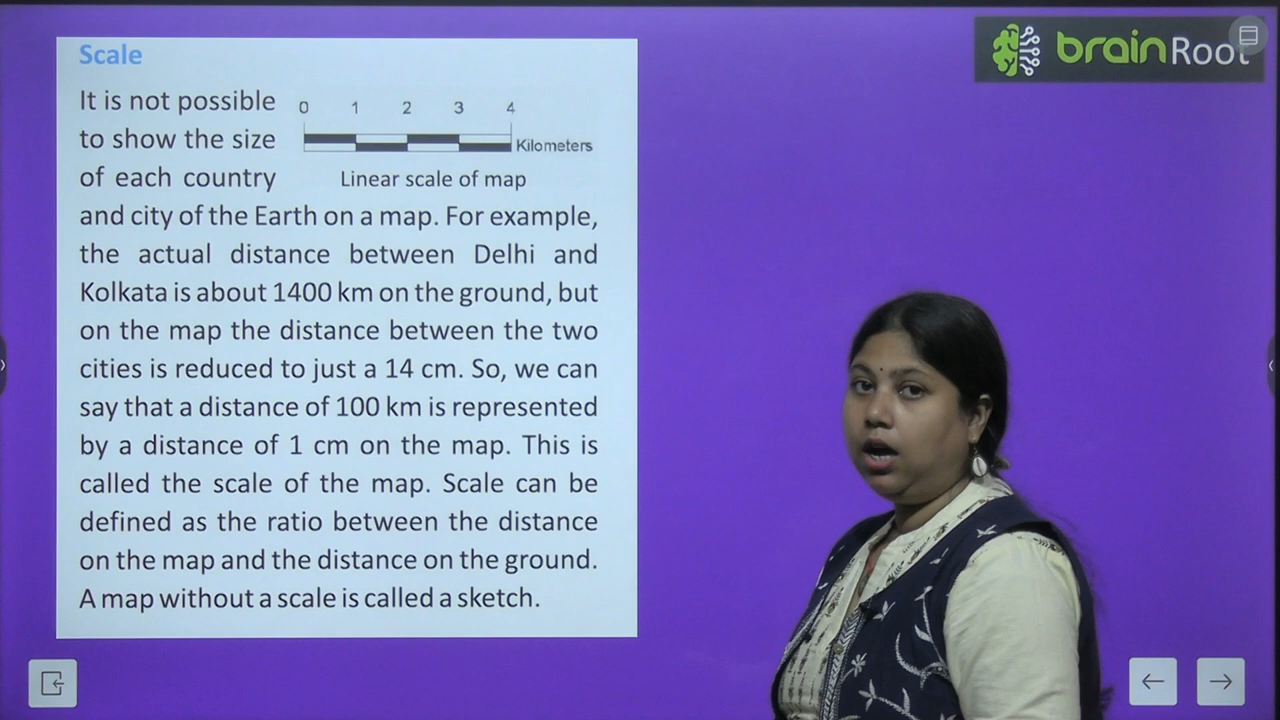 Scale
brainRoot
It is not possible
0 1 2 3 4
to show the size
Kilometers
of each country
Linear scale of map
and city of the Earth on a map. For example,
the actual distance between Delhi and
Kolkata is about 1400 km on the ground, but
on the map the distance between the two
cities is reduced to just a 14 cm. So, we can
say that a distance of 100 km is represented
by a distance of 1 cm on the map. This is
called the scale of the map. Scale can be
defined as the ratio between the distance
on the map and the distance on the ground.
A map without a scale is called a sketch.